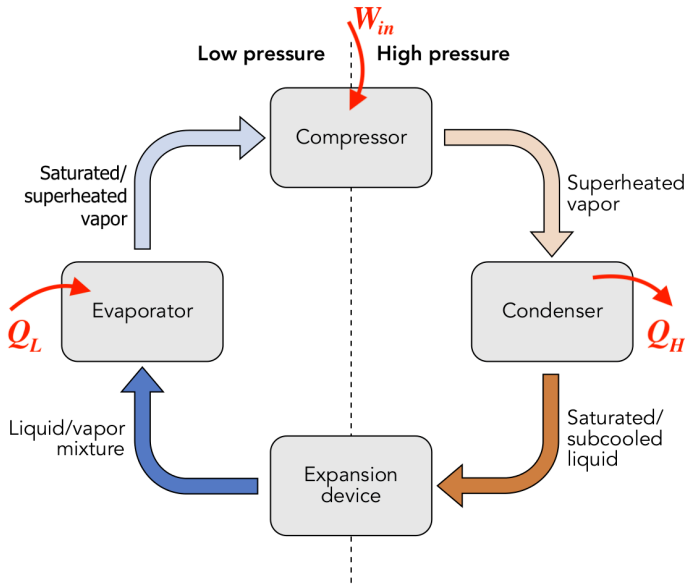 W_in
Low pressure
High pressure
Compressor
Saturated/
superheated
vapor
Superheated
vapor
Evaporator
Condenser
Q_L
Q_H
Liquid/vapor
mixture
Saturated/
subcooled
liquid
Expansion
device